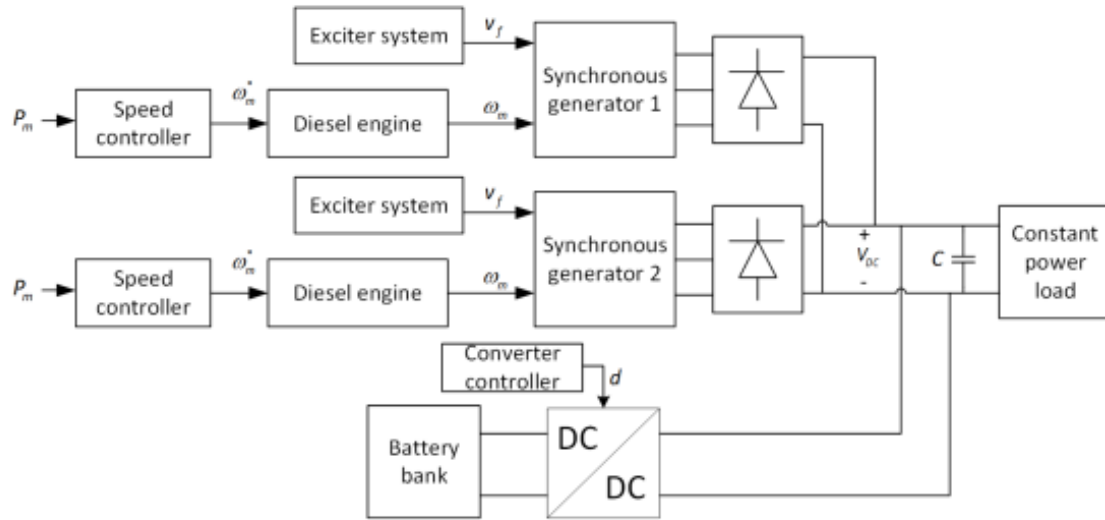 Exciter system
v_f
Synchronous
generator 1
P_m
Speed
controller
ω_m^*
Diesel engine
ω_m
Exciter system
v_f
Synchronous
generator 2
P_m
Speed
controller
ω_m^*
Diesel engine
ω_m
+
V_DC
-
C
Constant
power
load
Converter
controller
d
Battery
bank
DC
DC